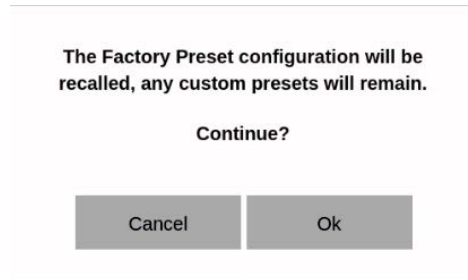 The Factory Preset configuration will be
recalled, any custom presets will remain.
Continue?
Cancel Ok